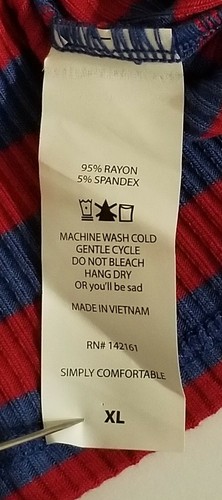 95% RAYON
5% SPANDEX
MACHINE WASH COLD
GENTLE CYCLE
DO NOT BLEACH
HANG DRY
OR you'll be sad
MADE IN VIETNAM
RN# 142161
SIMPLY COMFORTABLE
XL